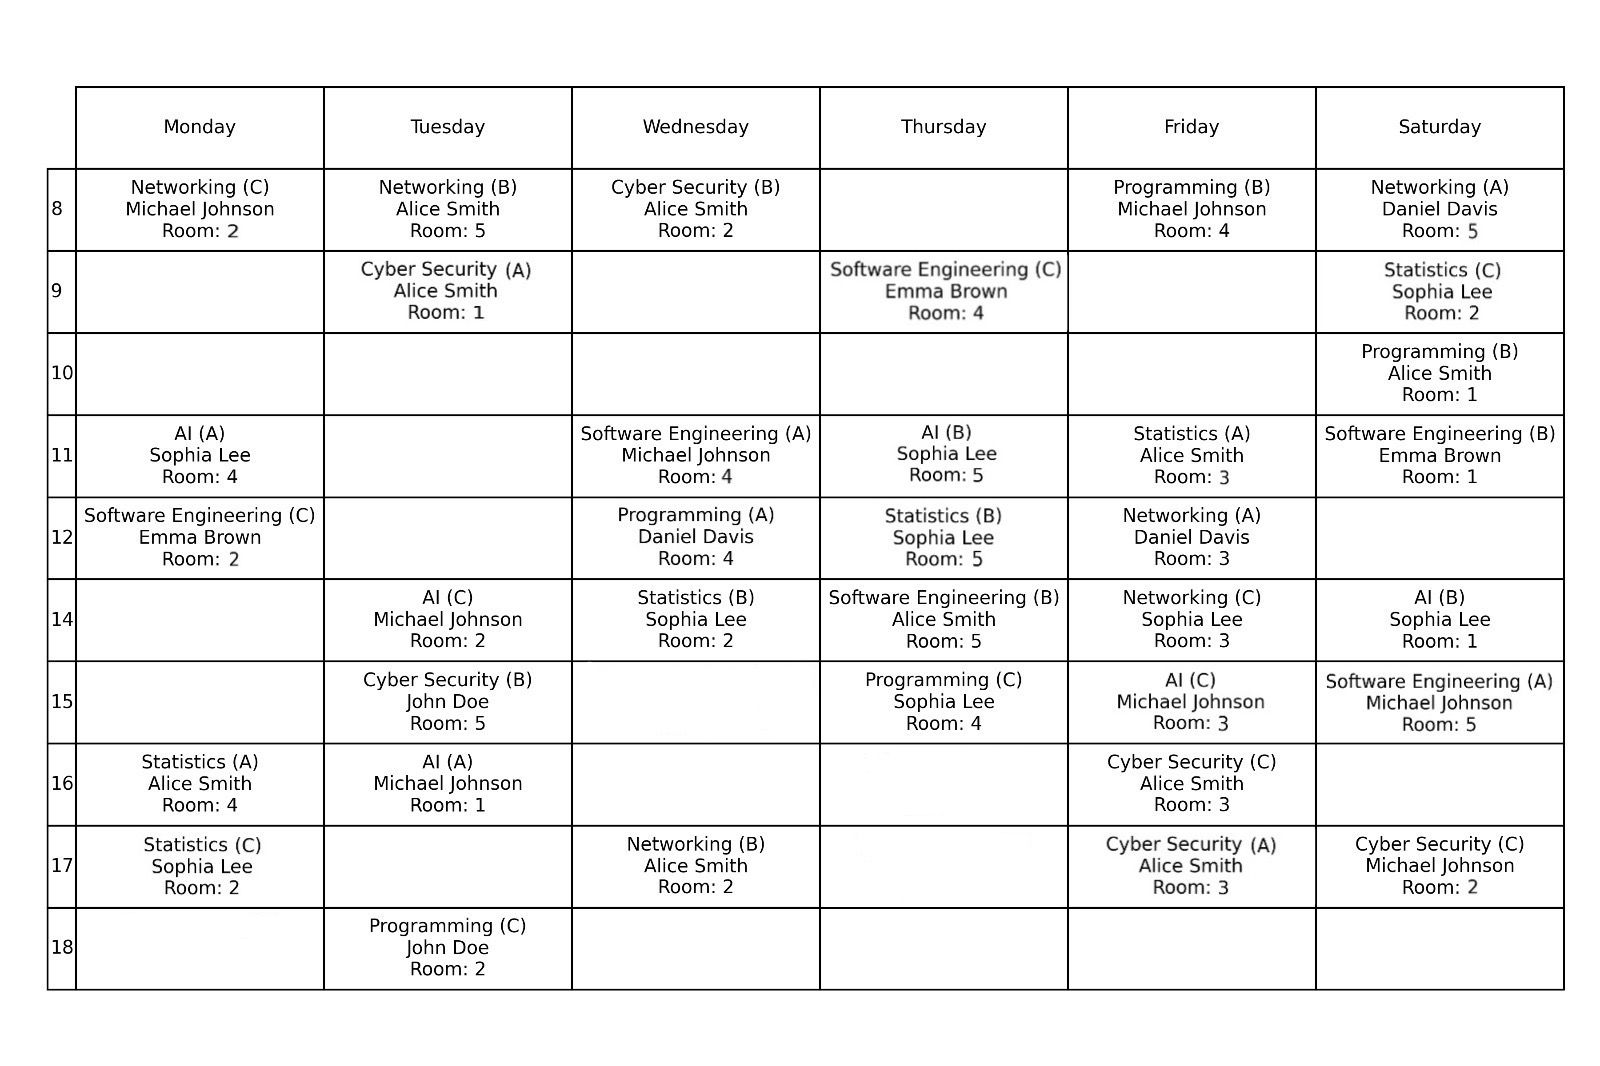 Monday Tuesday Wednesday Thursday Friday Saturday
8
Networking (C)
Michael Johnson
Room: 2
Networking (B)
Alice Smith
Room: 5
Cyber Security (B)
Alice Smith
Room: 2
Programming (B)
Michael Johnson
Room: 4
Networking (A)
Daniel Davis
Room: 5
9
Cyber Security (A)
Alice Smith
Room: 1
Software Engineering (C)
Emma Brown
Room: 4
Statistics (C)
Sophia Lee
Room: 2
10
Programming (B)
Alice Smith
Room: 1
11
AI (A)
Sophia Lee
Room: 4
Software Engineering (A)
Michael Johnson
Room: 4
AI (B)
Sophia Lee
Room: 5
Statistics (A)
Alice Smith
Room: 3
Software Engineering (B)
Emma Brown
Room: 1
12
Software Engineering (C)
Emma Brown
Room: 2
Programming (A)
Daniel Davis
Room: 4
Statistics (B)
Sophia Lee
Room: 5
Networking (A)
Daniel Davis
Room: 3
14
AI (C)
Michael Johnson
Room: 2
Statistics (B)
Sophia Lee
Room: 2
Software Engineering (B)
Alice Smith
Room: 5
Networking (C)
Sophia Lee
Room: 3
AI (B)
Sophia Lee
Room: 1
15
Cyber Security (B)
John Doe
Room: 5
Programming (C)
Sophia Lee
Room: 4
AI (C)
Michael Johnson
Room: 3
Software Engineering (A)
Michael Johnson
Room: 5
16
Statistics (A)
Alice Smith
Room: 4
AI (A)
Michael Johnson
Room: 1
Cyber Security (C)
Alice Smith
Room: 3
17
Statistics (C)
Sophia Lee
Room: 2
Networking (B)
Alice Smith
Room: 2
Cyber Security (A)
Alice Smith
Room: 3
Cyber Security (C)
Michael Johnson
Room: 2
18
Programming (C)
John Doe
Room: 2